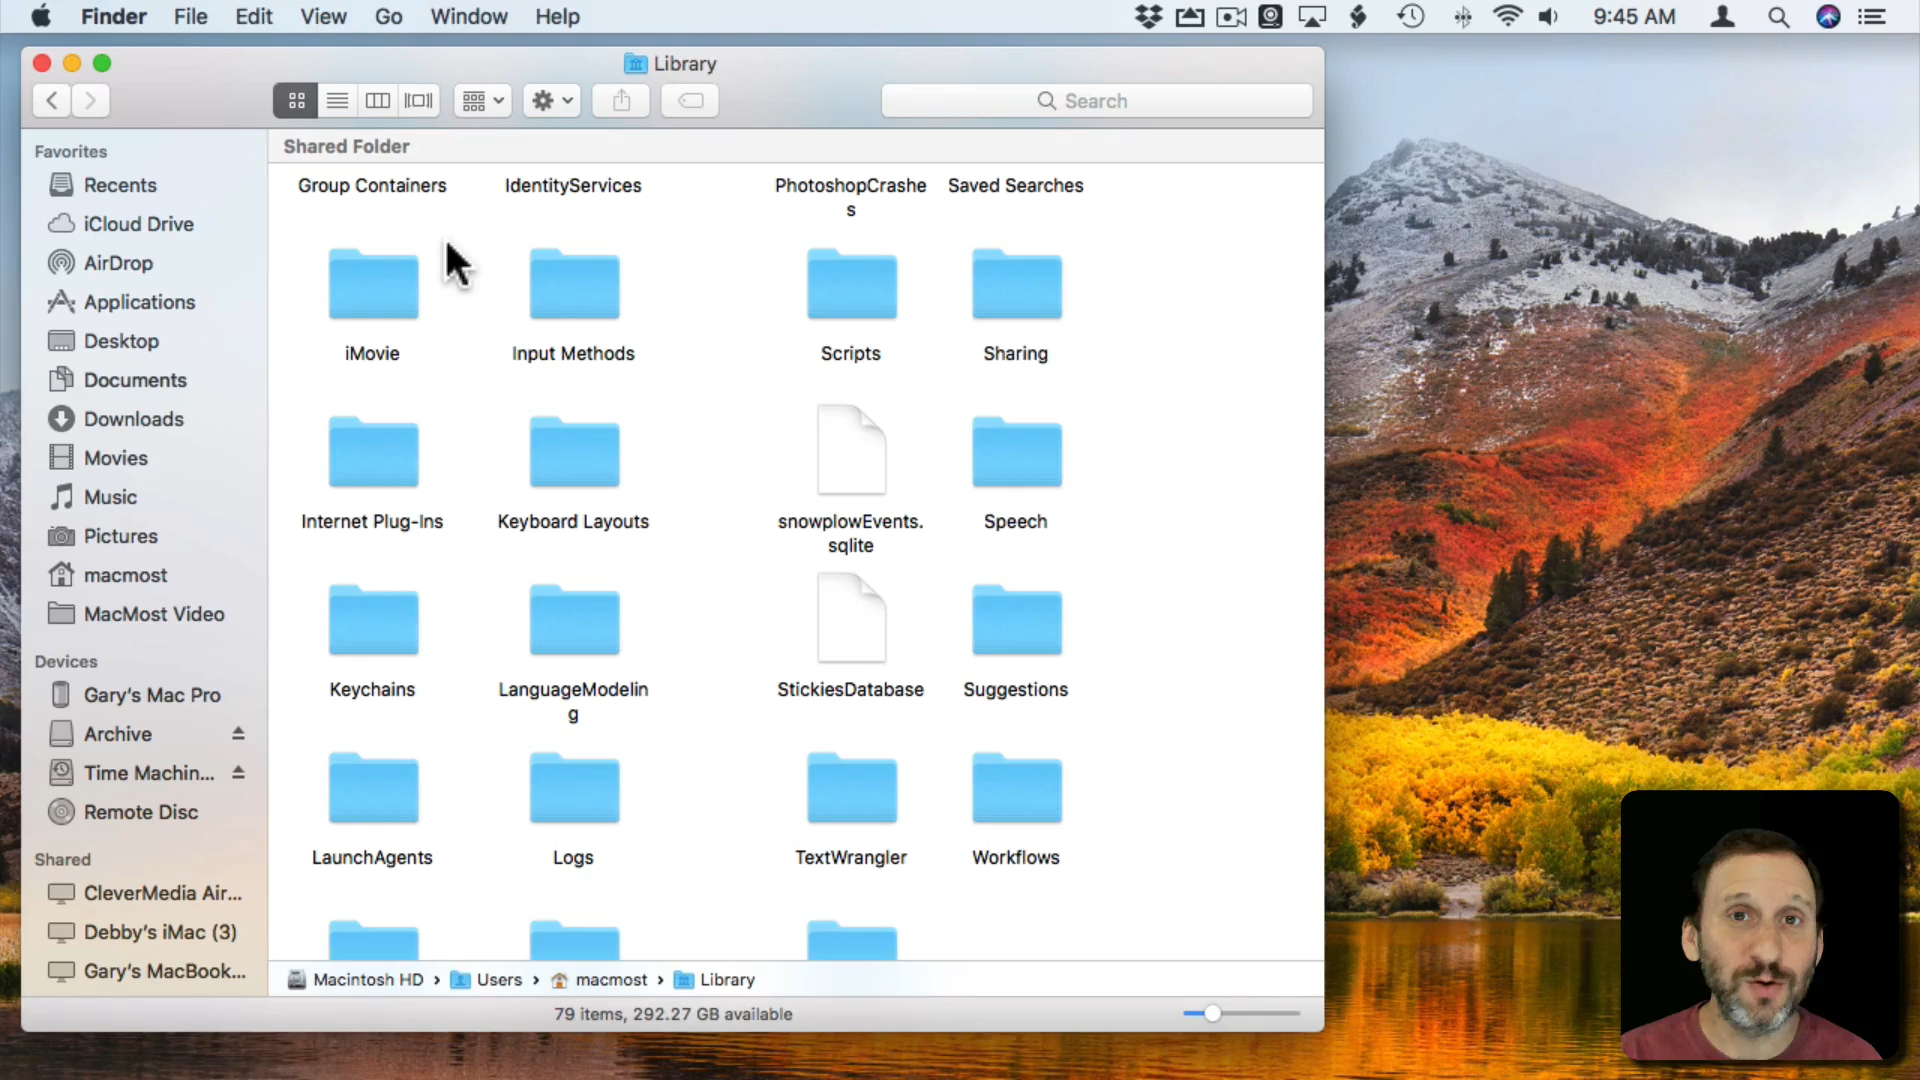 Finder File Edit View Go Window Help 9:45 AM
Library
Search
Favorites
Recents
iCloud Drive
AirDrop
Applications
Desktop
Documents
Downloads
Movies
Music
Pictures
macmost
MacMost Video
Devices
Gary's Mac Pro
Archive
Time Machin...
Remote Disc
Shared
CleverMedia Air...
Debby's iMac (3)
Gary's MacBook...
Shared Folder
Group Containers IdentityServices PhotoshopCrashe Saved Searches
s
iMovie Input Methods Scripts Sharing
Internet Plug-Ins Keyboard Layouts snowplowEvents. Speech
sqlite
Keychains LanguageModelin StickiesDatabase Suggestions
g
LaunchAgents Logs TextWrangler Workflows
Macintosh HD › Users › macmost › Library
79 items, 292.27 GB available